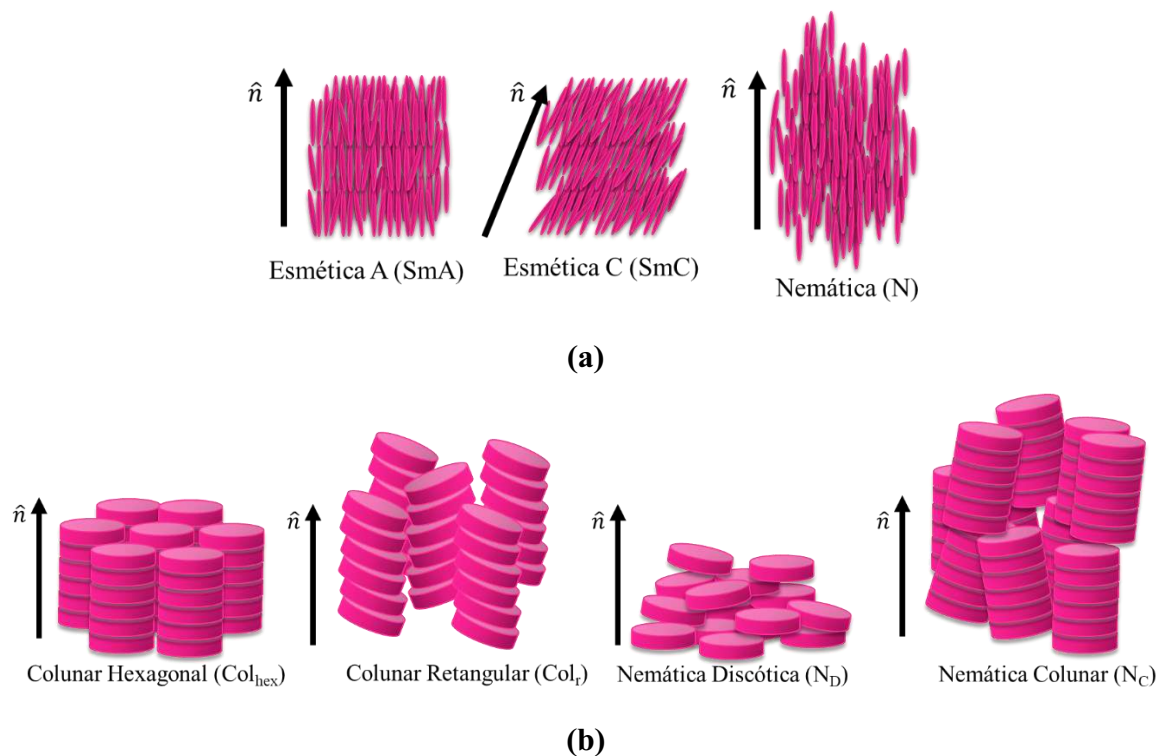 n̂
n̂
n̂
Esmética A (SmA)
Esmética C (SmC)
Nemática (N)
(a)
n̂
n̂
n̂
n̂
Colunar Hexagonal (Colhex)
Colunar Retangular (Colr)
Nemática Discótica (ND)
Nemática Colunar (NC)
(b)